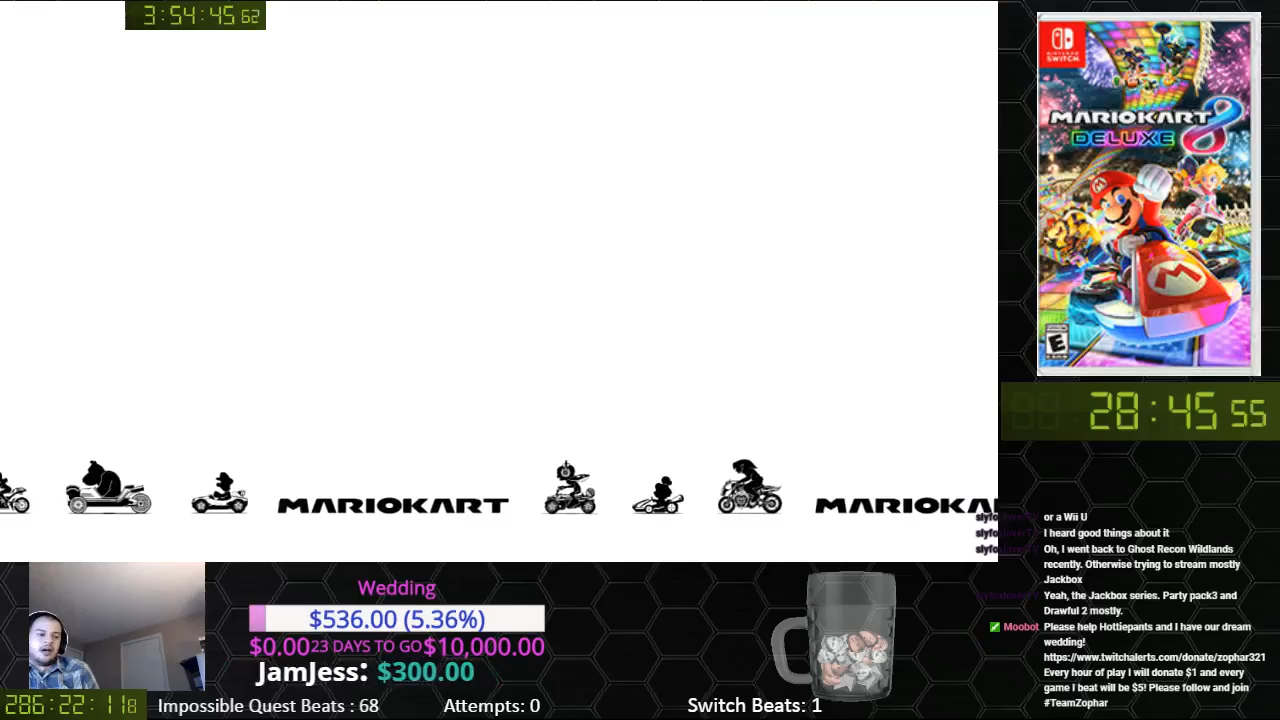 3:54:45 62
NINTENDO
SWITCH
MARIOKART 8
DELUXE
M
M
E
28:45 55
MARIOKART
MARIOKA
or a Wii U
I heard good things about it
Oh, I went back to Ghost Recon Wildlands
recently. Otherwise trying to stream mostly
Jackbox
Yeah, the Jackbox series. Party pack3 and
Drawful 2 mostly.
Moobot Please help Hottiepants and I have our dream
wedding!
https://www.twitchalerts.com/donate/zophar321
Every hour of play I will donate $1 and every
game I beat will be $5! Please follow and join
#TeamZophar
Wedding
$536.00 (5.36%)
$0.00 23 DAYS TO GO $10,000.00
JamJess: $300.00
286:22:11 8
Impossible Quest Beats : 68
Attempts: 0
Switch Beats: 1